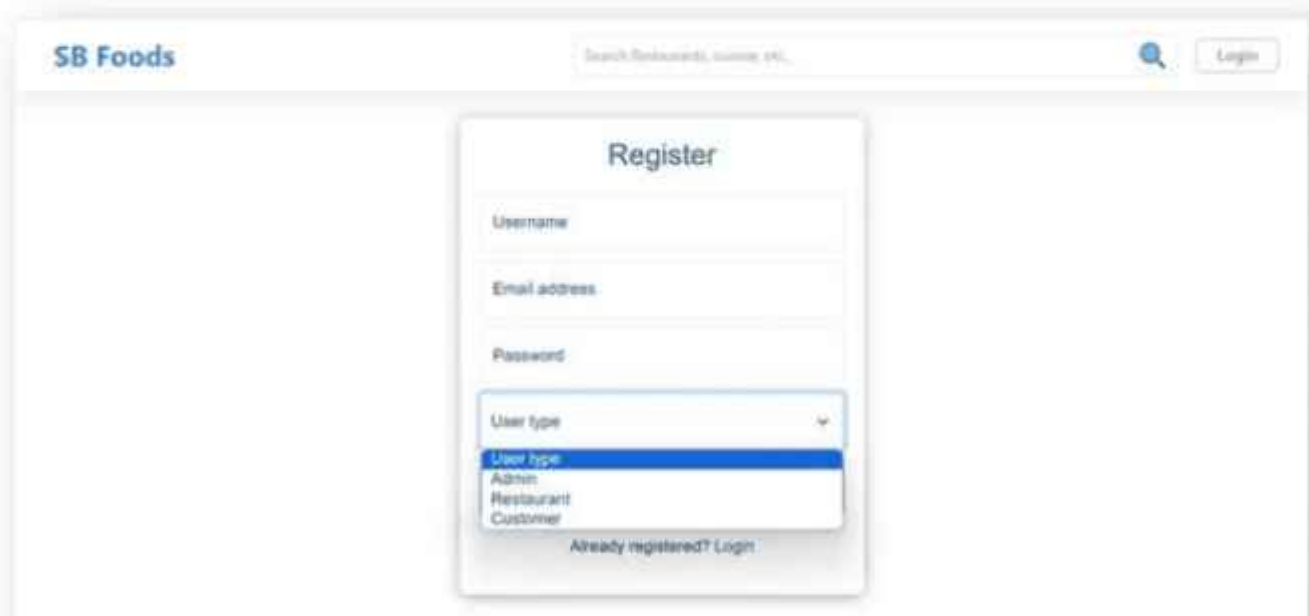 SB Foods
Search Restaurants, cuisine, etc.,
Login
Register
Username
Email address
Password
User type
User type
Admin
Restaurant
Customer
Already registered? Login